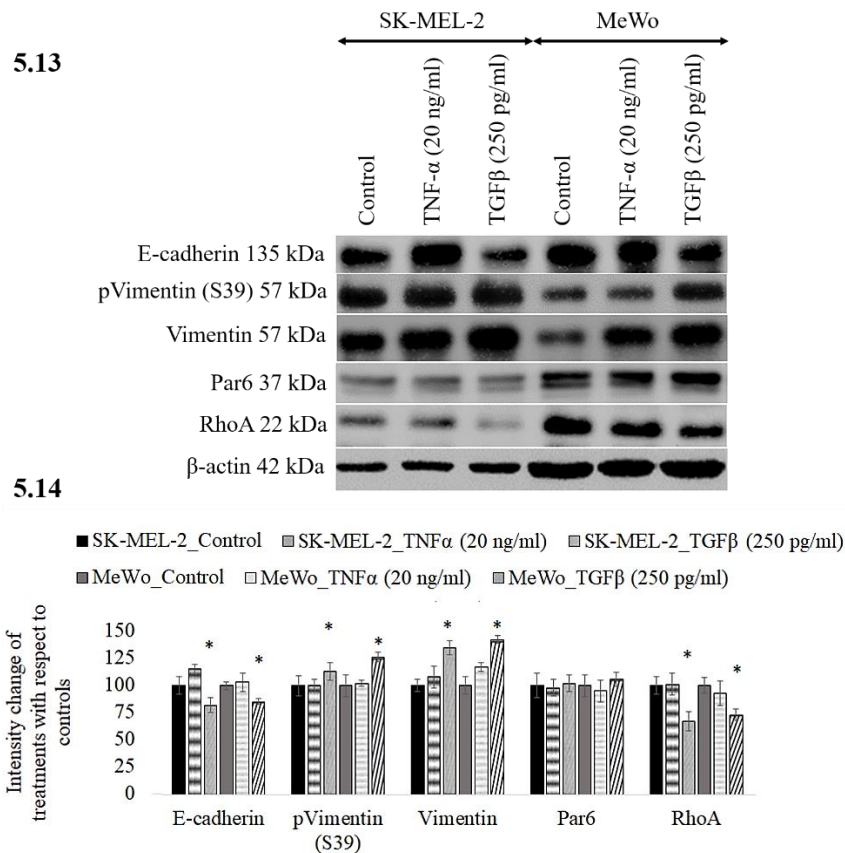 SK-MEL-2 MeWo
5.13
Control TNF-α (20 ng/ml) TGFβ (250 pg/ml) Control TNF-α (20 ng/ml) TGFβ (250 pg/ml)
E-cadherin 135 kDa
pVimentin (S39) 57 kDa
Vimentin 57 kDa
Par6 37 kDa
RhoA 22 kDa
β-actin 42 kDa
5.14
SK-MEL-2_Control SK-MEL-2_TNFα (20 ng/ml) SK-MEL-2_TGFβ (250 pg/ml)
MeWo_Control MeWo_TNFα (20 ng/ml) MeWo_TGFβ (250 pg/ml)
Intensity change of
treatments with respect to
controls
150
125
100
75
50
25
0
* * * * * * * *
E-cadherin pVimentin Vimentin Par6 RhoA
(S39)